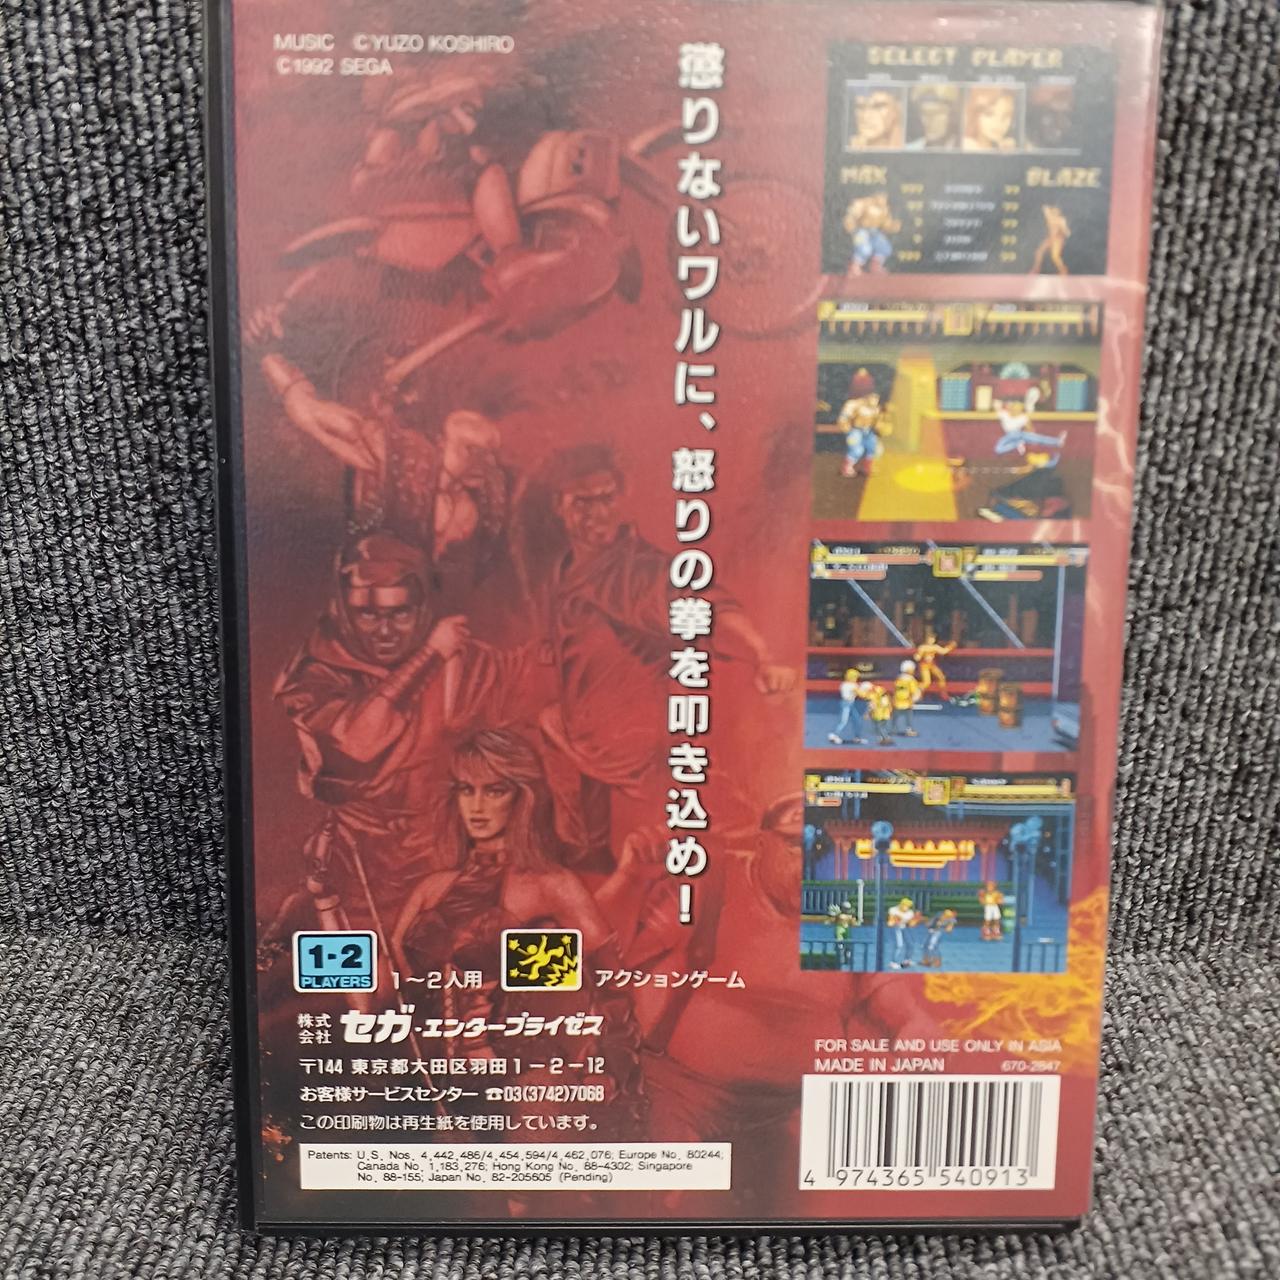 MUSIC ©YUZO KOSHIRO
©1992 SEGA
懲りないワルに、怒りの拳を叩き込め!
SELECT PLAYER
MAX
BLAZE
1-2
PLAYERS
1〜2人用
アクションゲーム
株式会社 セガ・エンタープライゼス
〒144 東京都大田区羽田1-2-12
お客様サービスセンター ☎03(3742)7068
この印刷物は再生紙を使用しています。
Patents: U.S. Nos. 4,442,486/4,454,594/4,462,076; Europe No. 80244;
Canada No. 1,183,276; Hong Kong No. 88-4302; Singapore
No. 88-155; Japan No. 82-205605 (Pending)
FOR SALE AND USE ONLY IN ASIA
MADE IN JAPAN 670-2847
4 974365 540913